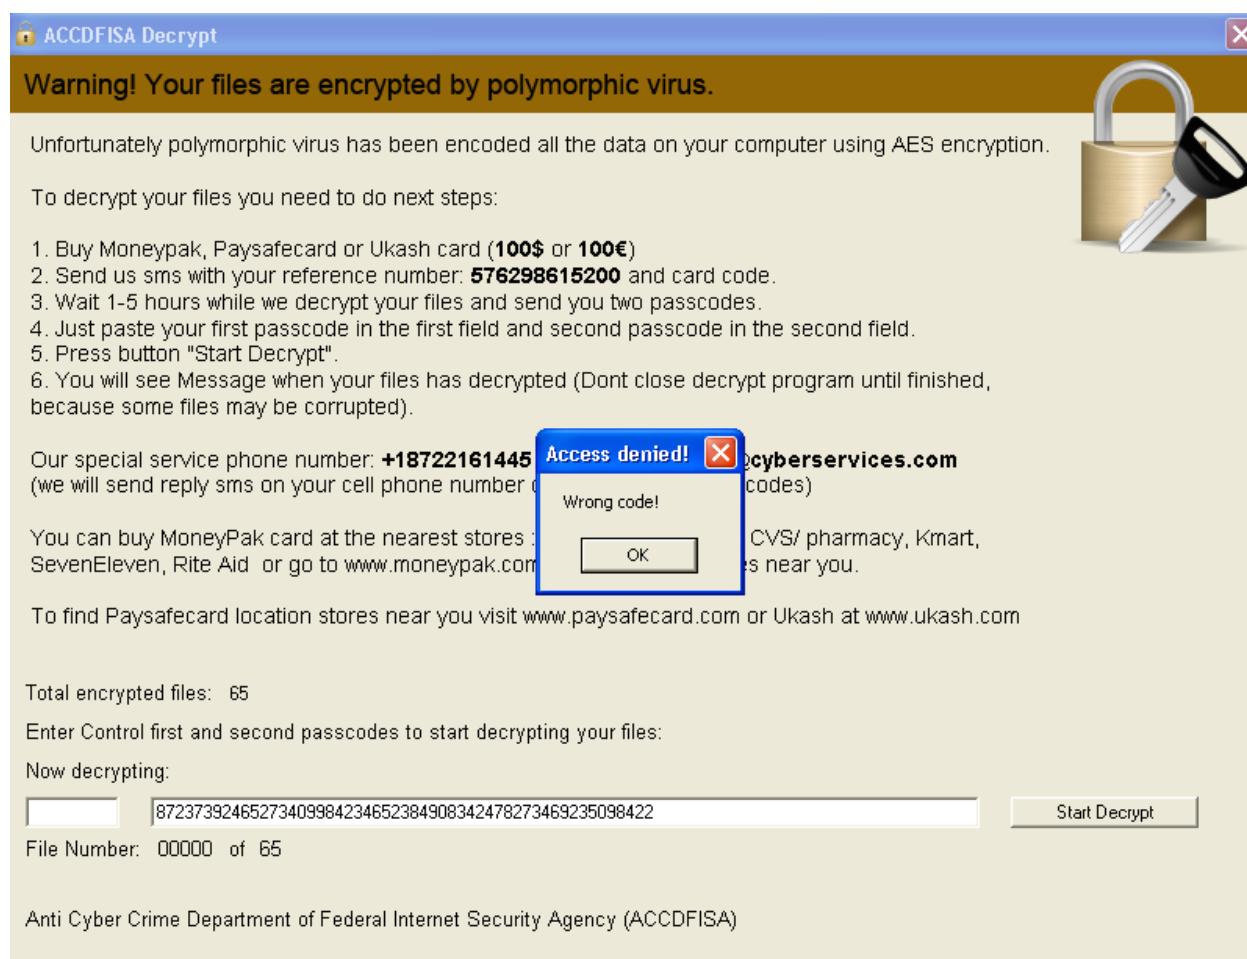 ACCDFISA Decrypt
Warning! Your files are encrypted by polymorphic virus.
Unfortunately polymorphic virus has been encoded all the data on your computer using AES encryption.
To decrypt your files you need to do next steps:
1. Buy Moneypak, Paysafecard or Ukash card (100$ or 100€)
2. Send us sms with your reference number: 576298615200 and card code.
3. Wait 1-5 hours while we decrypt your files and send you two passcodes.
4. Just paste your first passcode in the first field and second passcode in the second field.
5. Press button "Start Decrypt".
6. You will see Message when your files has decrypted (Dont close decrypt program until finished,
because some files may be corrupted).
Our special service phone number: +18722161445 cyberservices.com
(we will send reply sms on your cell phone number codes)
You can buy MoneyPak card at the nearest stores : CVS/ pharmacy, Kmart,
SevenEleven, Rite Aid or go to www.moneypak.com near you.
To find Paysafecard location stores near you visit www.paysafecard.com or Ukash at www.ukash.com
Access denied!
Wrong code!
OK
Total encrypted files: 65
Enter Control first and second passcodes to start decrypting your files:
Now decrypting:
87237392465273409984234652384908342478273469235098422
Start Decrypt
File Number: 00000 of 65
Anti Cyber Crime Department of Federal Internet Security Agency (ACCDFISA)